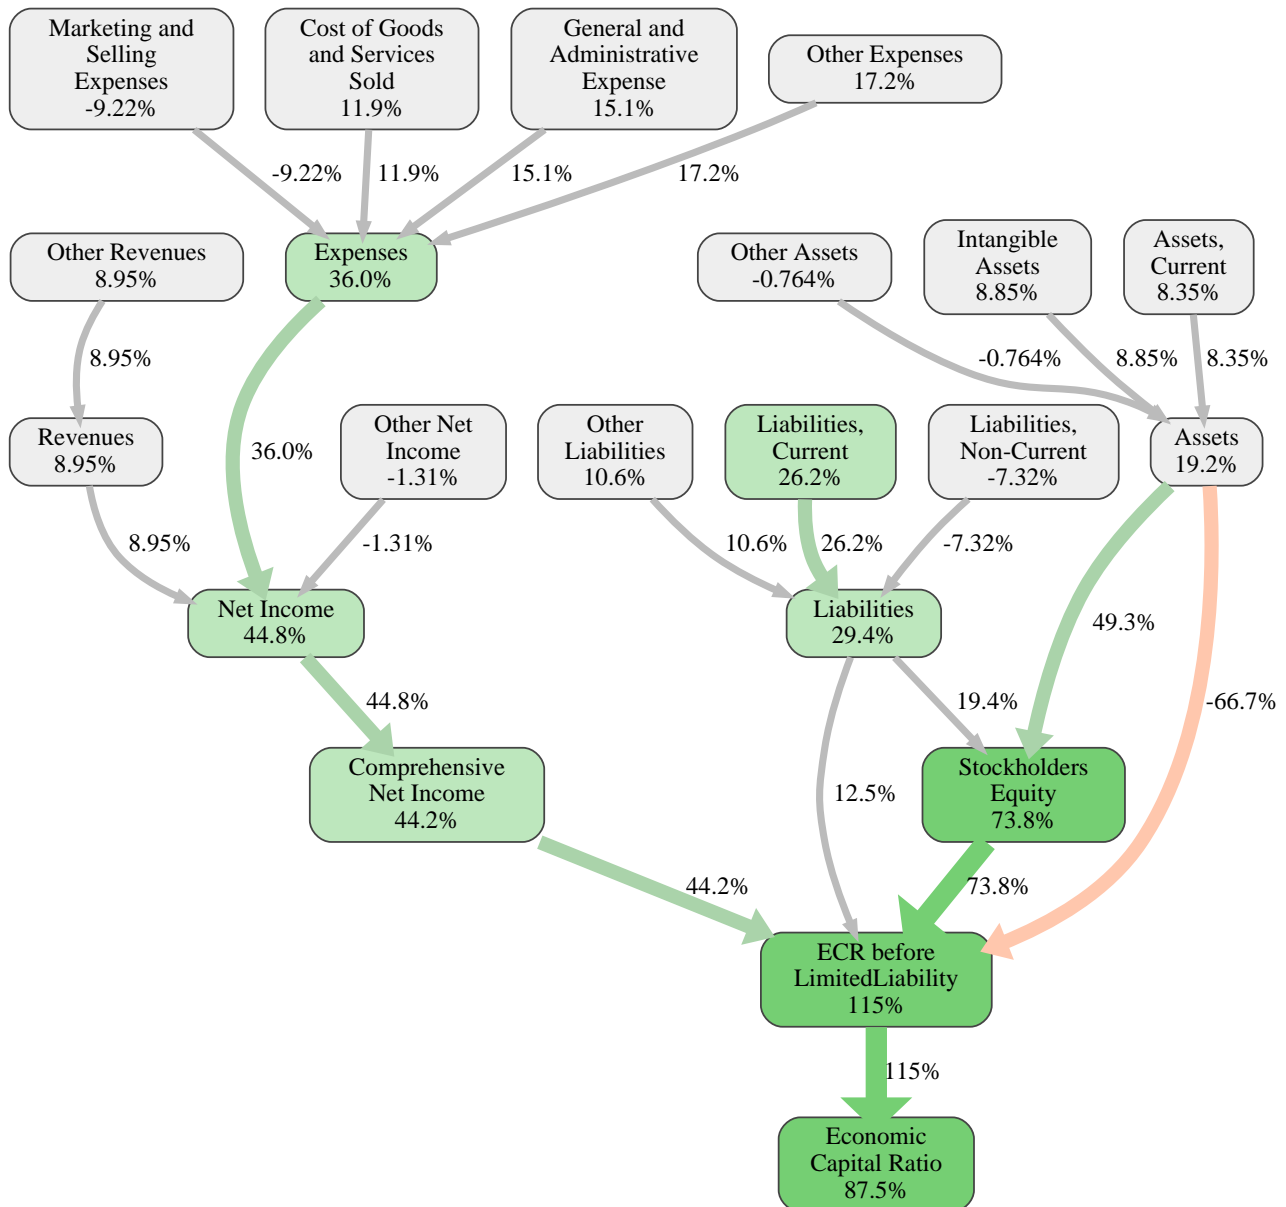 Marketing and
Selling
Expenses
-9.22%
Cost of Goods
and Services
Sold
11.9%
General and
Administrative
Expense
15.1%
Other Expenses
17.2%
-9.22%
11.9%
15.1%
17.2%
Other Revenues
8.95%
Expenses
36.0%
Other Assets
-0.764%
Intangible
Assets
8.85%
Assets,
Current
8.35%
8.95%
-0.764%
8.85%
8.35%
Revenues
8.95%
36.0%
Other Net
Income
-1.31%
Other
Liabilities
10.6%
Liabilities,
Current
26.2%
Liabilities,
Non-Current
-7.32%
Assets
19.2%
8.95%
-1.31%
10.6%
26.2%
-7.32%
Net Income
44.8%
Liabilities
29.4%
49.3%
44.8%
19.4%
-66.7%
Comprehensive
Net Income
44.2%
12.5%
Stockholders
Equity
73.8%
44.2%
73.8%
ECR before
LimitedLiability
115%
115%
Economic
Capital Ratio
87.5%